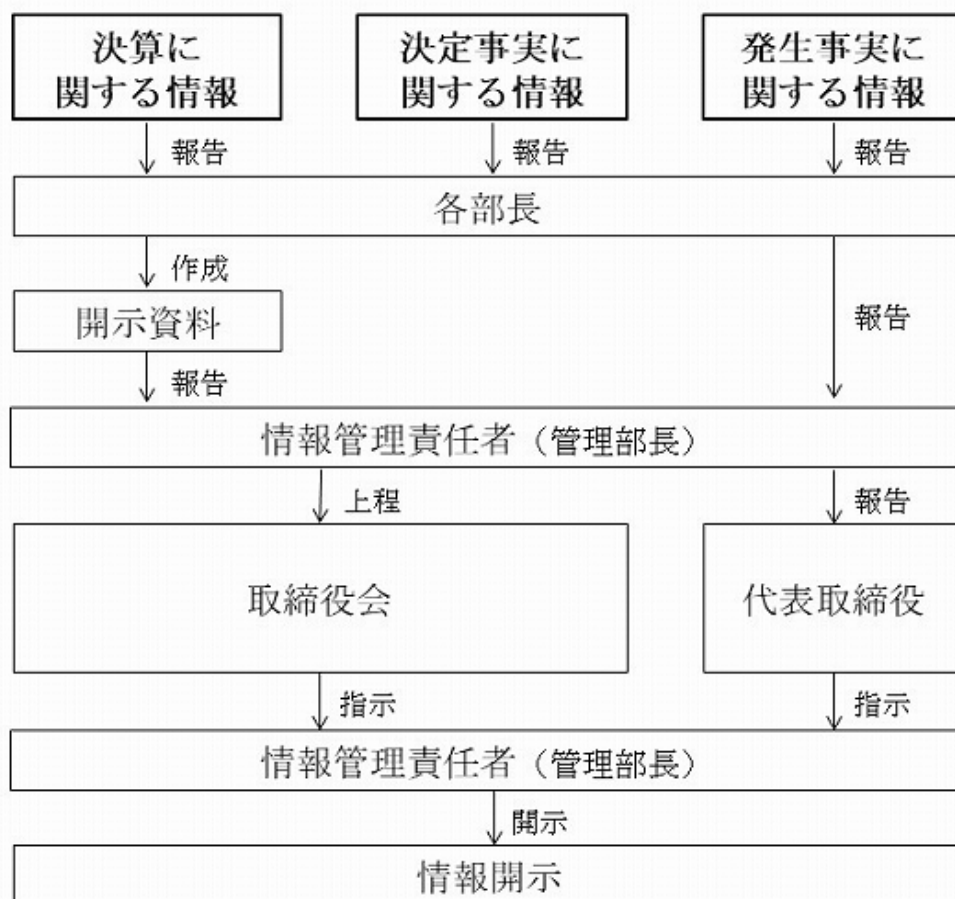 決算に
関する情報
決定事実に
関する情報
発生事実に
関する情報
報告
報告
報告
各部長
作成
開示資料
報告
報告
情報管理責任者（管理部長）
上程
報告
取締役会
代表取締役
指示
指示
情報管理責任者（管理部長）
開示
情報開示